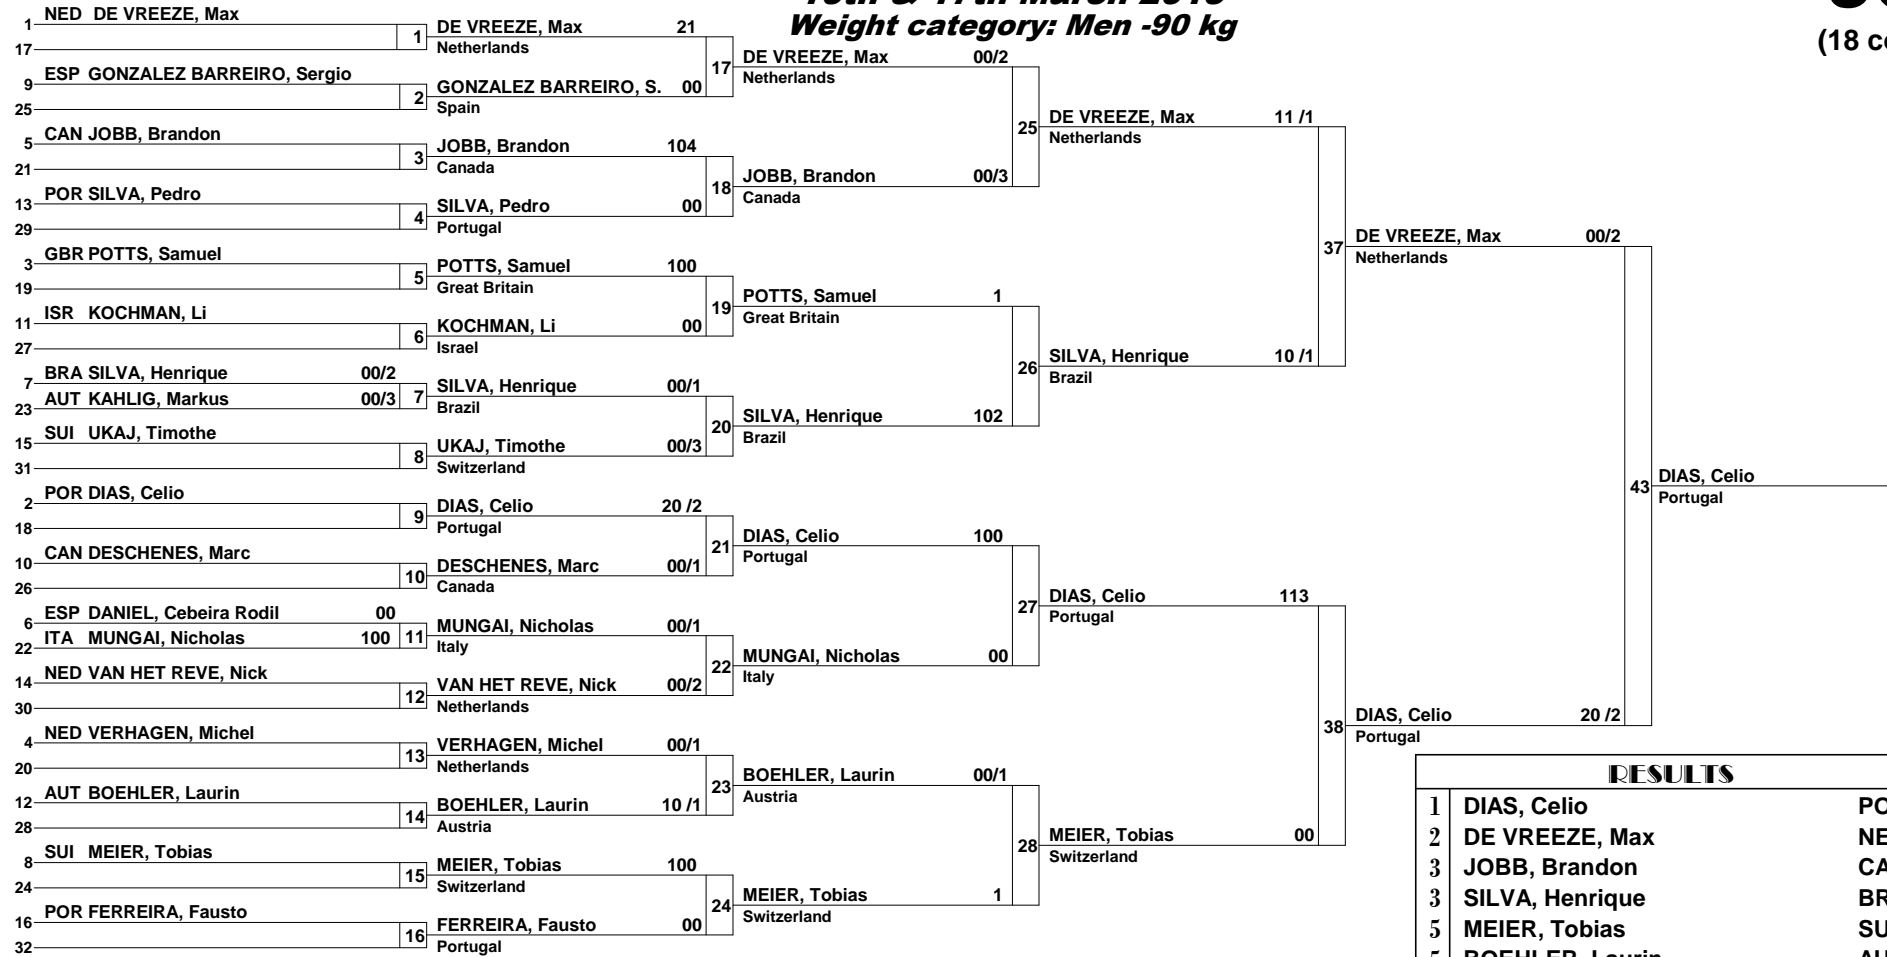 Weight category: Men -90 kg
(18 c
1 NED DE VREEZE, Max
17
1
9 ESP GONZALEZ BARREIRO, Sergio
25
2
5 CAN JOBB, Brandon
21
3
13 POR SILVA, Pedro
29
4
3 GBR POTTS, Samuel
19
5
11 ISR KOCHMAN, Li
27
6
7 BRA SILVA, Henrique 00/2
23 AUT KAHLIG, Markus 00/3
7
15 SUI UKAJ, Timothe
31
8
2 POR DIAS, Celio
18
9
10 CAN DESCHENES, Marc
26
10
6 ESP DANIEL, Cebeira Rodil 00
22 ITA MUNGAI, Nicholas 100
11
14 NED VAN HET REVE, Nick
30
12
4 NED VERHAGEN, Michel
20
13
12 AUT BOEHLER, Laurin
28
14
8 SUI MEIER, Tobias
24
15
16 POR FERREIRA, Fausto
32
16
DE VREEZE, Max 21
Netherlands
17
GONZALEZ BARREIRO, S. 00
Spain
JOBB, Brandon 104
Canada
18
SILVA, Pedro 00
Portugal
POTTS, Samuel 100
Great Britain
19
KOCHMAN, Li 00
Israel
SILVA, Henrique 00/1
Brazil
20
UKAJ, Timothe 00/3
Switzerland
DIAS, Celio 20 /2
Portugal
21
DESCHENES, Marc 00/1
Canada
MUNGAI, Nicholas 00/1
Italy
22
VAN HET REVE, Nick 00/2
Netherlands
VERHAGEN, Michel 00/1
Netherlands
23
BOEHLER, Laurin 10 /1
Austria
MEIER, Tobias 100
Switzerland
24
FERREIRA, Fausto 00
Portugal
DE VREEZE, Max 00/2
Netherlands
25
JOBB, Brandon 00/3
Canada
POTTS, Samuel 1
Great Britain
26
SILVA, Henrique 102
Brazil
DIAS, Celio 100
Portugal
27
MUNGAI, Nicholas 00
Italy
BOEHLER, Laurin 00/1
Austria
28
MEIER, Tobias 1
Switzerland
DE VREEZE, Max 11 /1
Netherlands
37
SILVA, Henrique 10 /1
Brazil
DIAS, Celio 113
Portugal
38
MEIER, Tobias 00
Switzerland
DE VREEZE, Max 00/2
Netherlands
43
DIAS, Celio 20 /2
Portugal
DIAS, Celio
Portugal
RESULTS
1 DIAS, Celio PO
2 DE VREEZE, Max NE
3 JOBB, Brandon CA
3 SILVA, Henrique BR
5 MEIER, Tobias SU
5 BOEHLER, Laurin AU